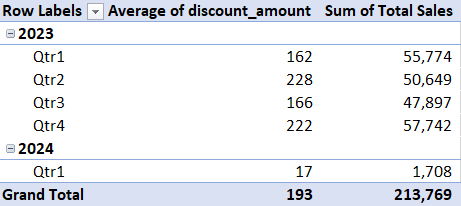 Row Labels Average of discount_amount Sum of Total Sales
2023
Qtr1 162 55,774
Qtr2 228 50,649
Qtr3 166 47,897
Qtr4 222 57,742
2024
Qtr1 17 1,708
Grand Total 193 213,769